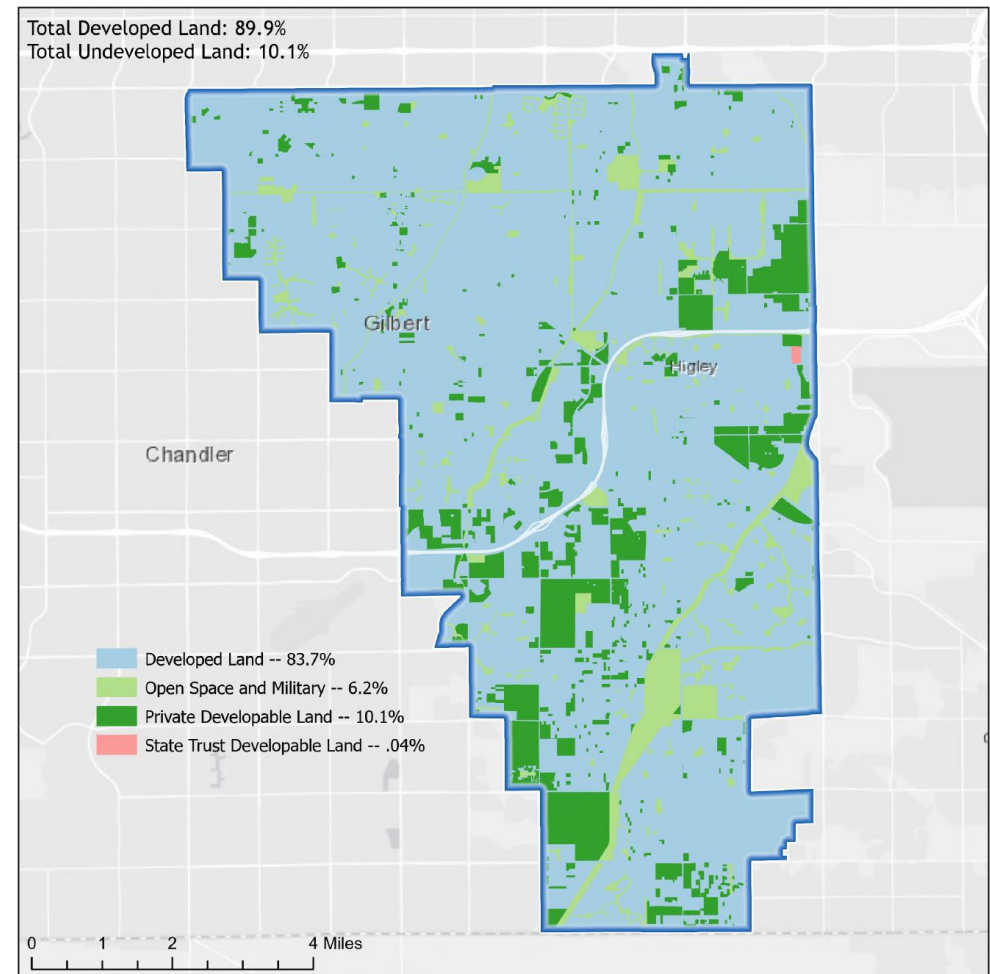 Total Developed Land: 89.9%
Total Undeveloped Land: 10.1%
Gilbert
Higley
Chandler
Developed Land -- 83.7%
Open Space and Military -- 6.2%
Private Developable Land -- 10.1%
State Trust Developable Land -- .04%
0 1 2 4 Miles